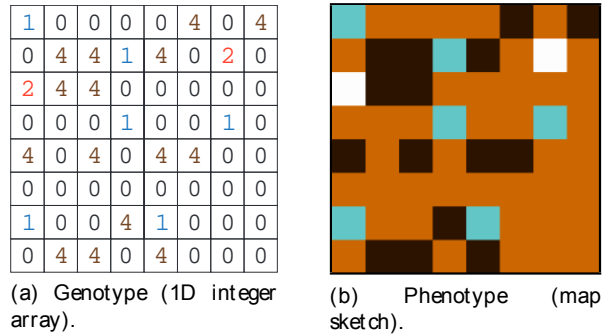 1 0 0 0 0 4 0 4
0 4 4 1 4 0 2 0
2 4 4 0 0 0 0 0
0 0 0 1 0 0 1 0
4 0 4 0 4 4 0 0
0 0 0 0 0 0 0 0
1 0 0 4 1 0 0 0
0 4 4 0 4 0 0 0
(a) Genotype (1D integer
array).
(b) Phenotype (map
sketch).